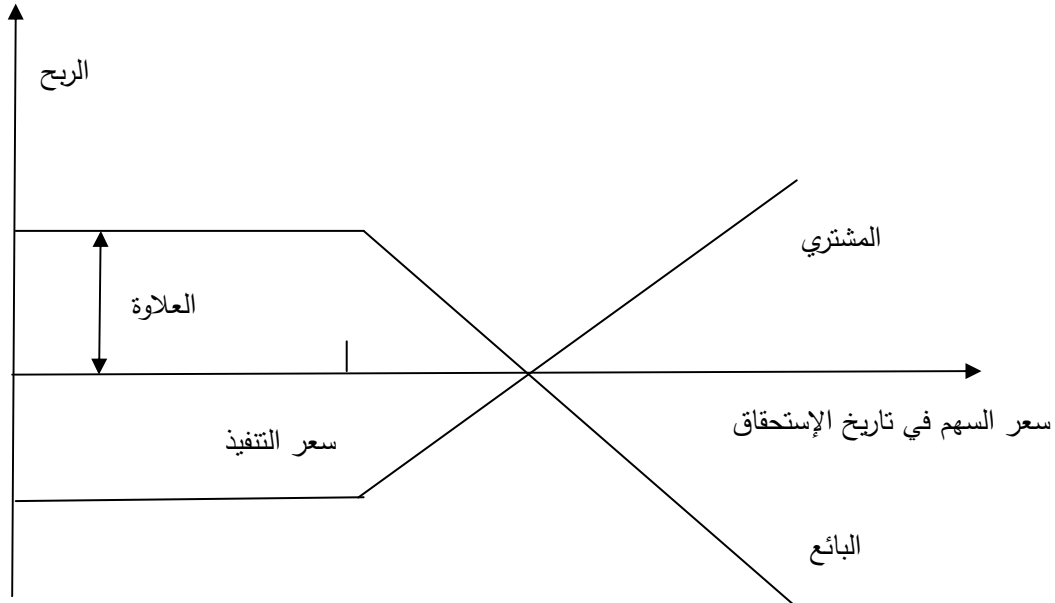 الربح
المشتري
العلاوة
سعر السهم في تاريخ الإستحقاق
سعر التنفيذ
البائع